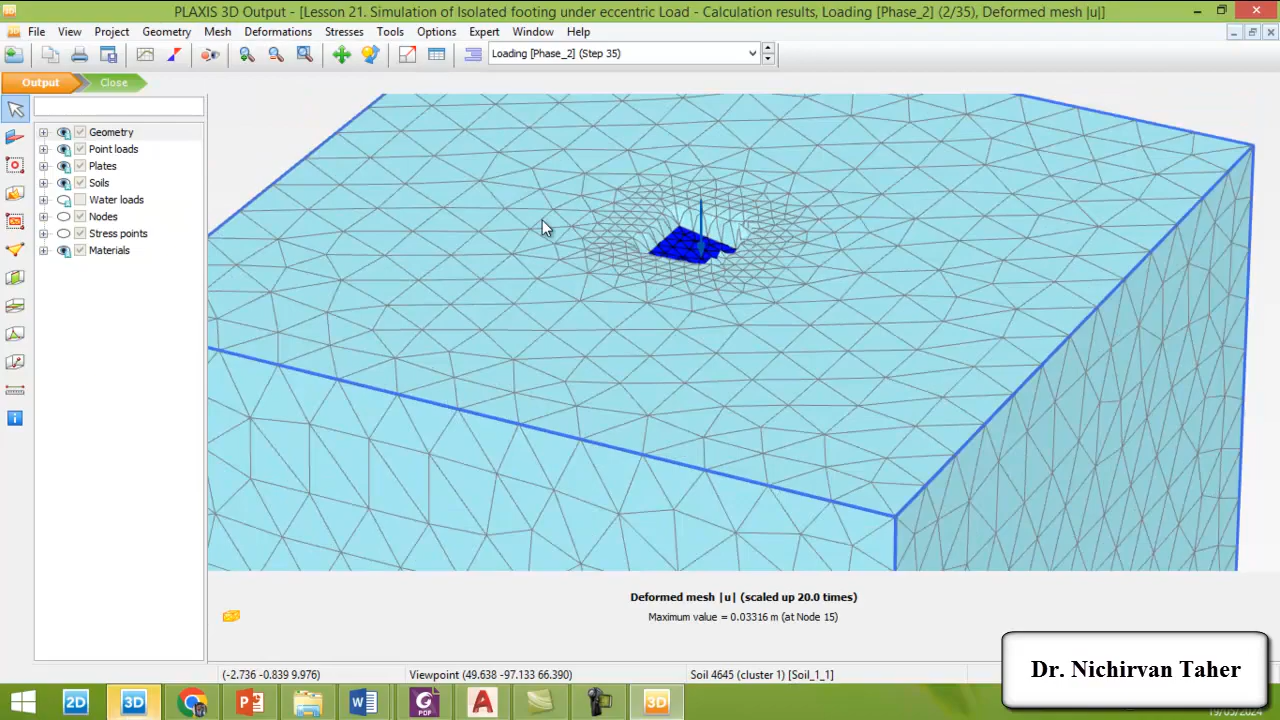 PLAXIS 3D Output - [Lesson 21. Simulation of Isolated footing under eccentric Load - Calculation results, Loading [Phase_2] (2/35), Deformed mesh |u|]
File View Project Geometry Mesh Deformations Stresses Tools Options Expert Window Help
Loading [Phase_2] (Step 35)
Output Close
Geometry
Point loads
Plates
Soils
Water loads
Nodes
Stress points
Materials
Deformed mesh |u| (scaled up 20.0 times)
Maximum value = 0.03316 m (at Node 15)
(-2.736 -0.839 9.976) Viewpoint (49.638 -97.133 66.390) Soil 4645 (cluster 1) [Soil_1_1]
Dr. Nichirvan Taher
2D 3D PDF 3D
19/05/2024